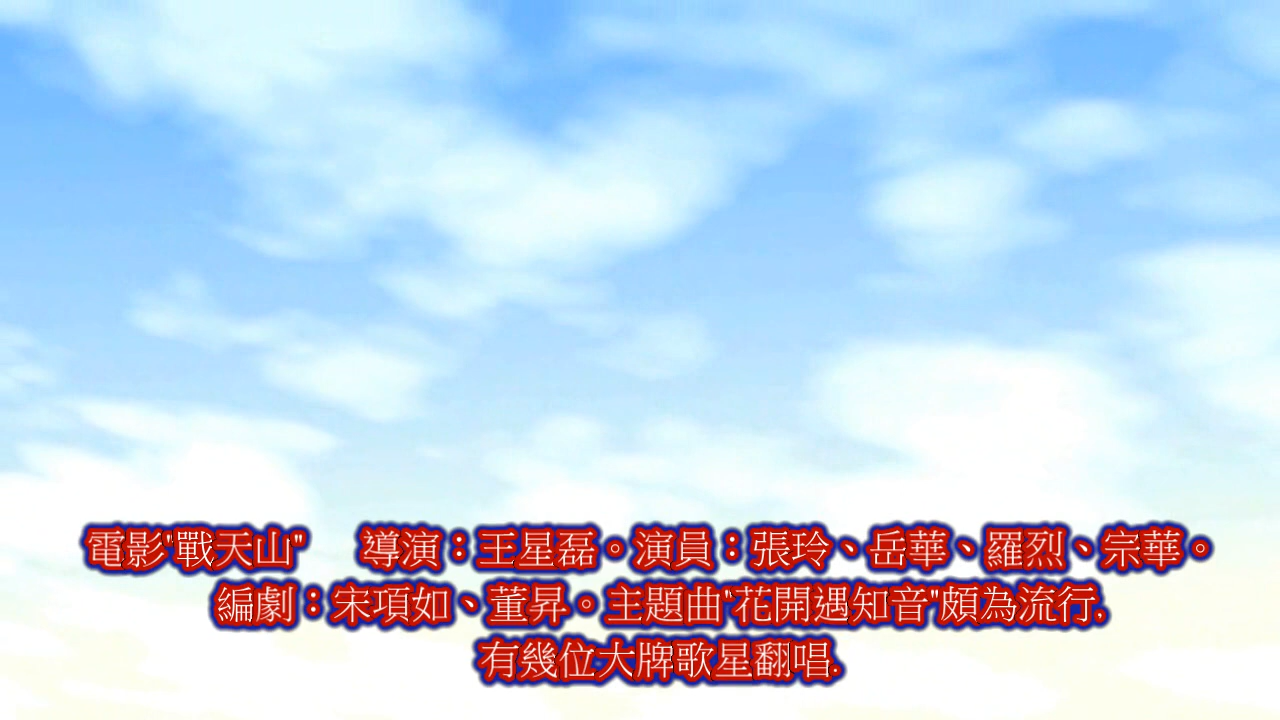 電影"戰天山"　導演：王星磊。演員：張玲、岳華、羅烈、宗華。
編劇：宋項如、董昇。主題曲"花開遇知音"頗為流行,
有幾位大牌歌星翻唱.